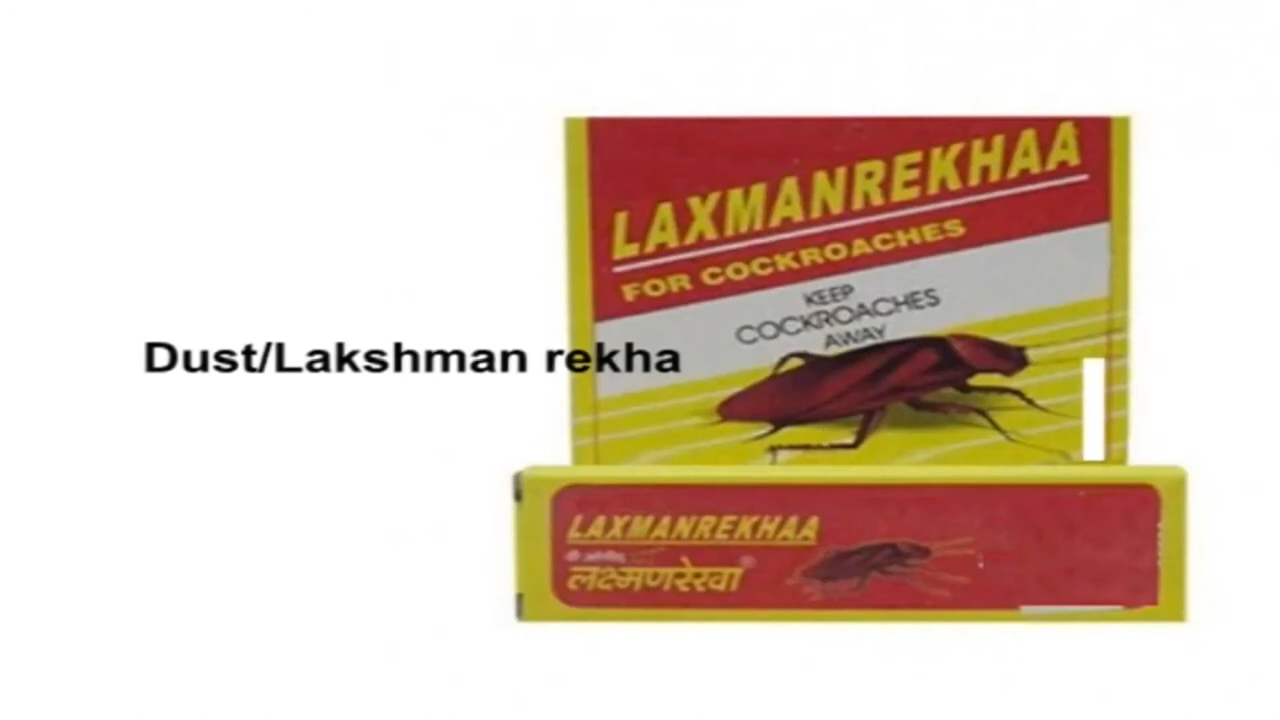 LAXMANREKHAA
FOR COCKROACHES
KEEP
COCKROACHES
AWAY
Dust/Lakshman rekha
LAXMANREKHAA
लक्ष्मणरेखा